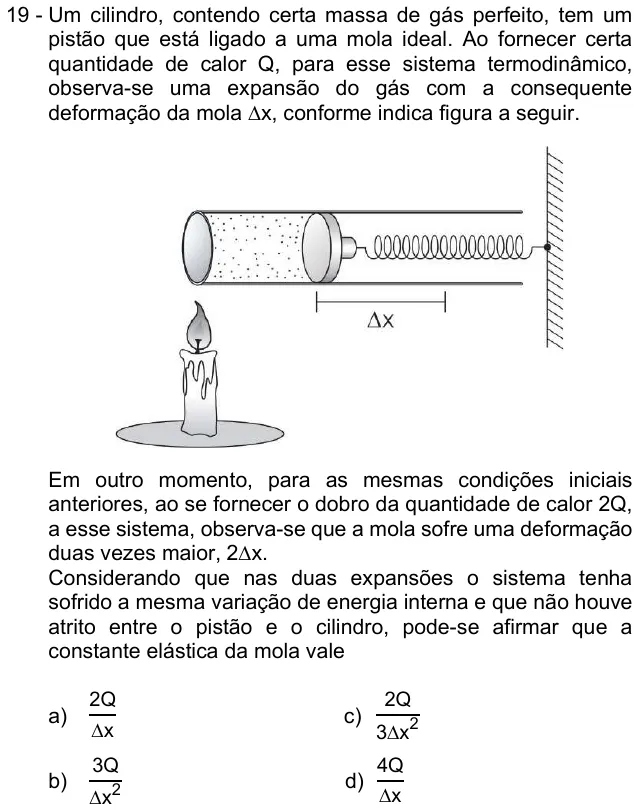 19 - Um cilindro, contendo certa massa de gás perfeito, tem um
pistão que está ligado a uma mola ideal. Ao fornecer certa
quantidade de calor Q, para esse sistema termodinâmico,
observa-se uma expansão do gás com a consequente
deformação da mola Δx, conforme indica figura a seguir.
Δx
Em outro momento, para as mesmas condições iniciais
anteriores, ao se fornecer o dobro da quantidade de calor 2Q,
a esse sistema, observa-se que a mola sofre uma deformação
duas vezes maior, 2Δx.
Considerando que nas duas expansões o sistema tenha
sofrido a mesma variação de energia interna e que não houve
atrito entre o pistão e o cilindro, pode-se afirmar que a
constante elástica da mola vale
a) 2Q/Δx
b) 3Q/Δx²
c) 2Q/3Δx²
d) 4Q/Δx